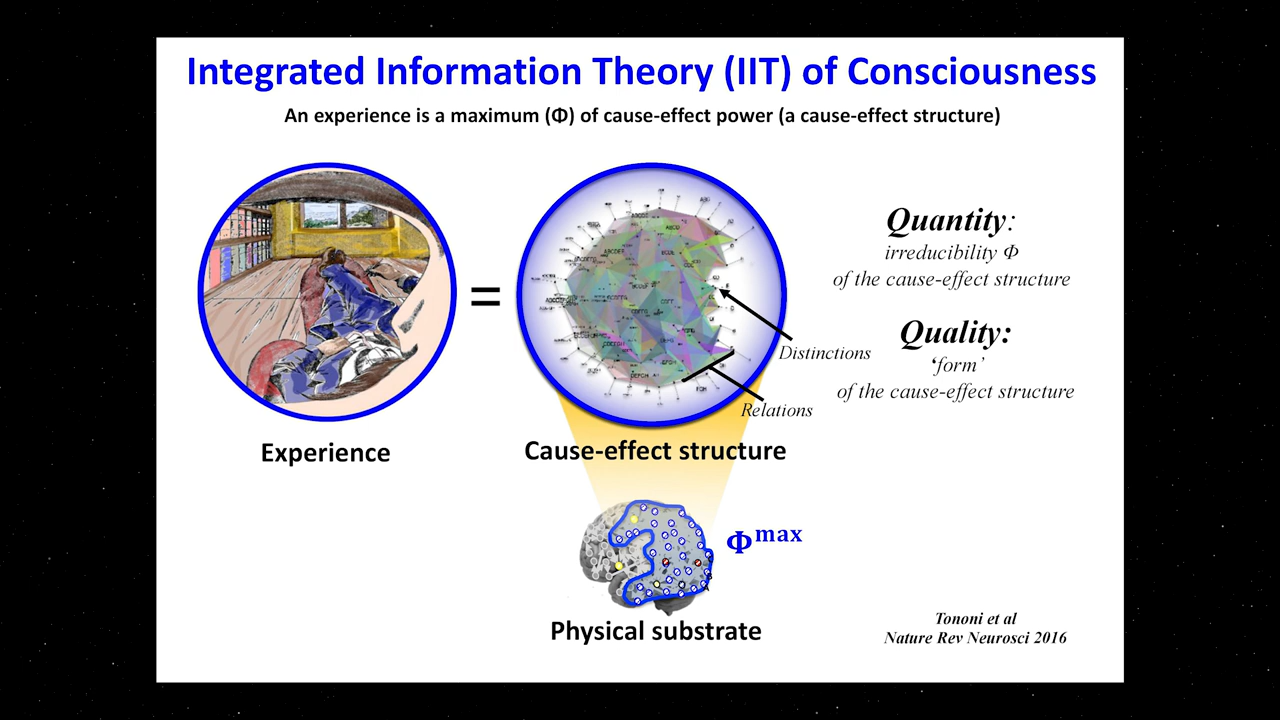 Integrated Information Theory (IIT) of Consciousness
An experience is a maximum (Φ) of cause-effect power (a cause-effect structure)
Quantity:
irreducibility Φ
of the cause-effect structure
Quality:
‘form’
of the cause-effect structure
=
Distinctions
Relations
Experience
Cause-effect structure
Φmax
Physical substrate
Tononi et al
Nature Rev Neurosci 2016